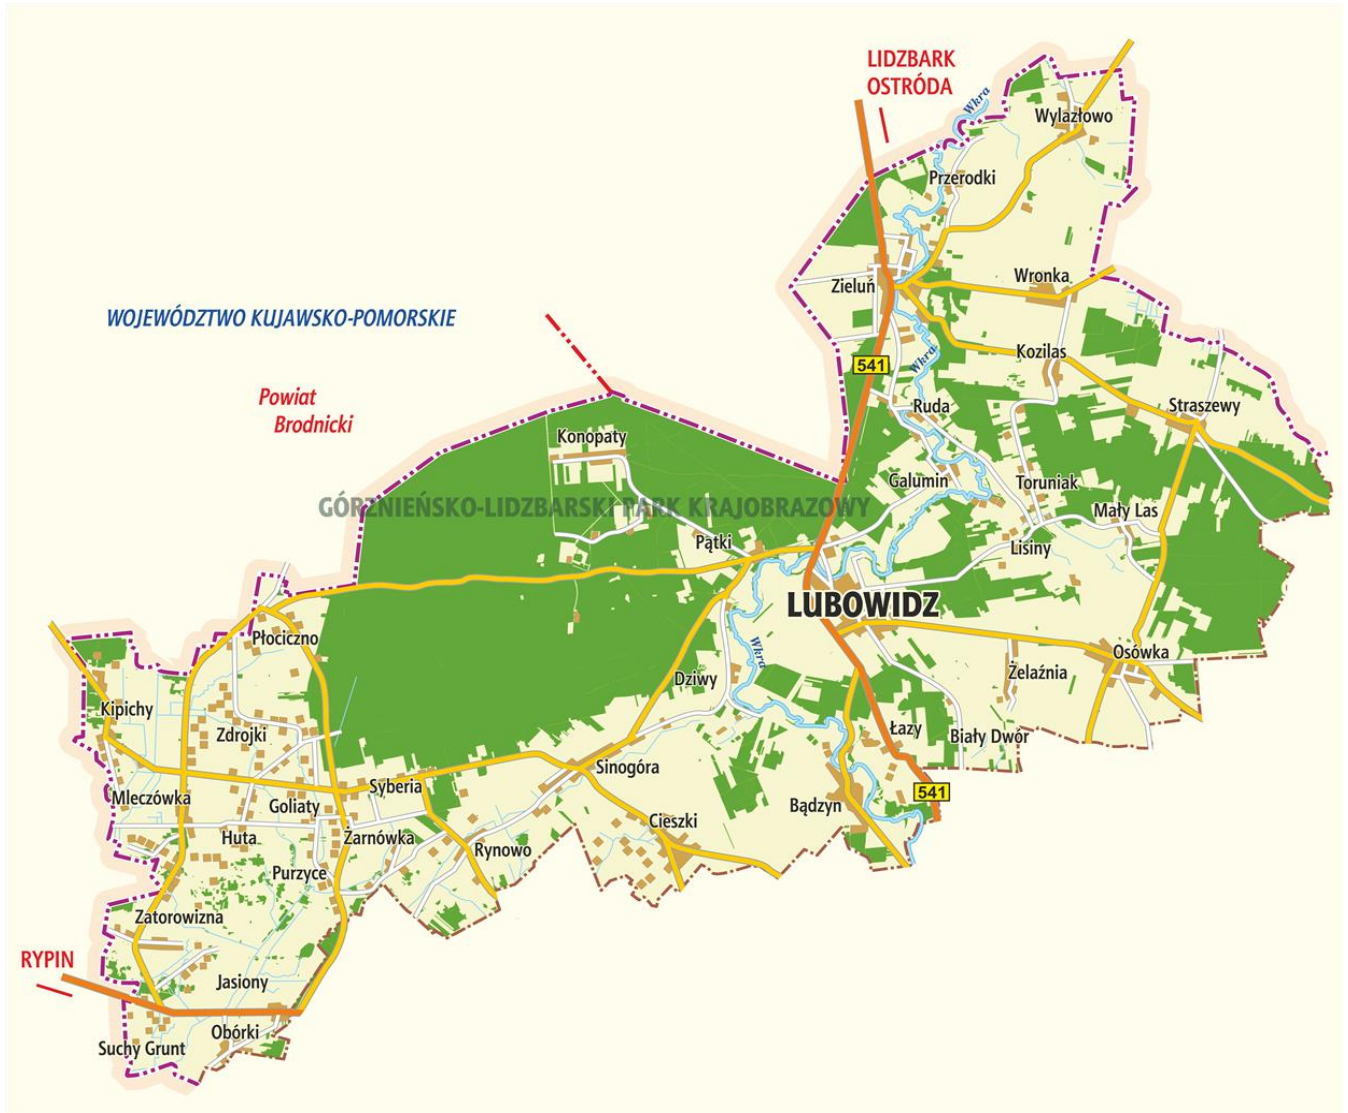 LIDZBARK
OSTRÓDA
Wkra
Wylazłowo
Przerodki
Zieluń
Wronka
WOJEWÓDZTWO KUJAWSKO-POMORSKIE
Kozilas
Wkra
541
Powiat
Brodnicki
Ruda
Straszewy
Konopaty
Galumin
Toruniak
GÓRZNIEŃSKO-LIDZBARSKI PARK KRAJOBRAZOWY
Mały Las
Pątki
Lisiny
LUBOWIDZ
Płociczno
Wkra
Osówka
Dziwy
Żelaźnia
Kipichy
Zdrojki
Łazy
Biały Dwór
Sinogóra
Syberia
541
Mleczówka
Goliaty
Bądzyn
Cieszki
Huta
Żarnówka
Rynowo
Purzyce
Zatorowizna
RYPIN
Jasiony
Obórki
Suchy Grunt